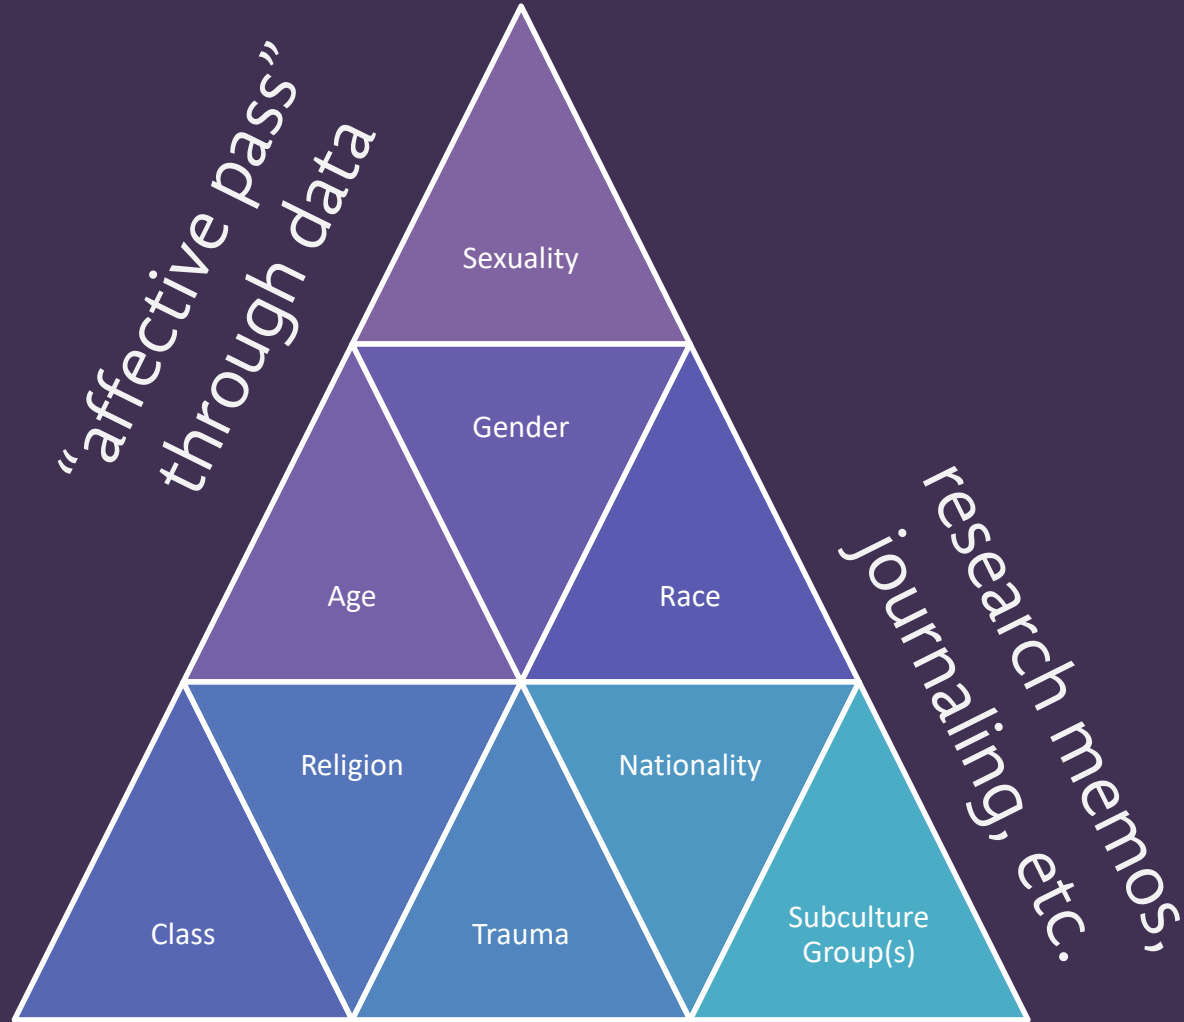 “affective pass”
through data
Sexuality
Gender
Age
Race
research memos,
journaling, etc.
Religion
Nationality
Class
Trauma
Subculture
Group(s)